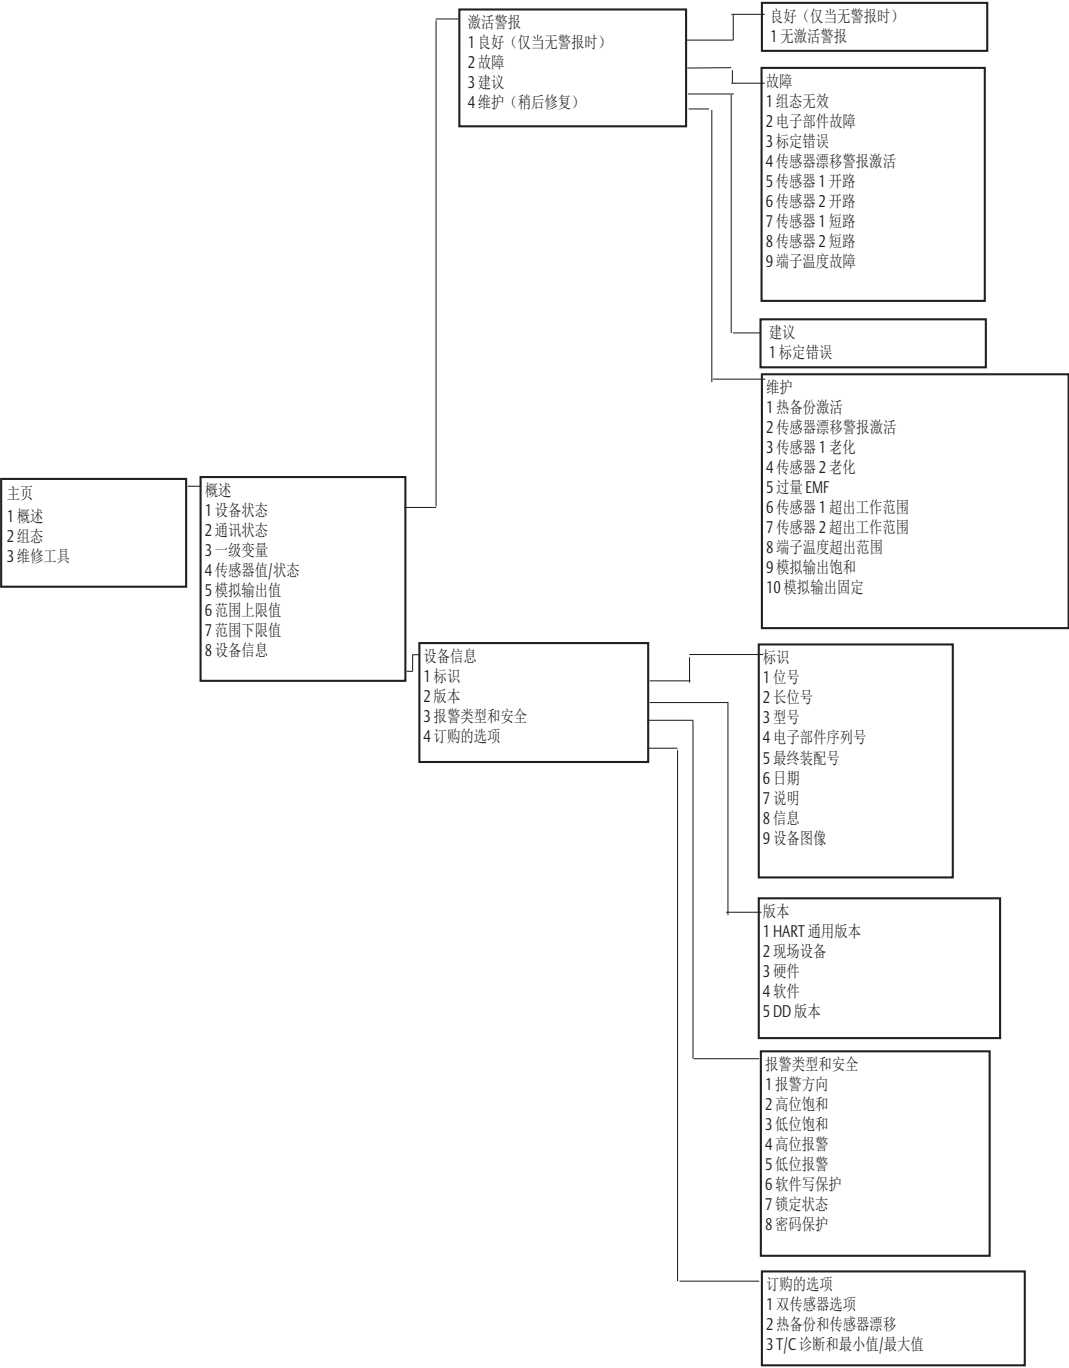 主页
1 概述
2 组态
3 维修工具
概述
1 设备状态
2 通讯状态
3 一级变量
4 传感器值/状态
5 模拟输出值
6 范围上限值
7 范围下限值
8 设备信息
激活警报
1 良好（仅当无警报时）
2 故障
3 建议
4 维护（稍后修复）
良好（仅当无警报时）
1 无激活警报
故障
1 组态无效
2 电子部件故障
3 标定错误
4 传感器漂移警报激活
5 传感器 1 开路
6 传感器 2 开路
7 传感器 1 短路
8 传感器 2 短路
9 端子温度故障
建议
1 标定错误
维护
1 热备份激活
2 传感器漂移警报激活
3 传感器 1 老化
4 传感器 2 老化
5 过量 EMF
6 传感器 1 超出工作范围
7 传感器 2 超出工作范围
8 端子温度超出范围
9 模拟输出饱和
10 模拟输出固定
设备信息
1 标识
2 版本
3 报警类型和安全
4 订购的选项
标识
1 位号
2 长位号
3 型号
4 电子部件序列号
5 最终装配号
6 日期
7 说明
8 信息
9 设备图像
版本
1 HART 通用版本
2 现场设备
3 硬件
4 软件
5 DD 版本
报警类型和安全
1 报警方向
2 高位饱和
3 低位饱和
4 高位报警
5 低位报警
6 软件写保护
7 锁定状态
8 密码保护
订购的选项
1 双传感器选项
2 热备份和传感器漂移
3 T/C 诊断和最小值/最大值